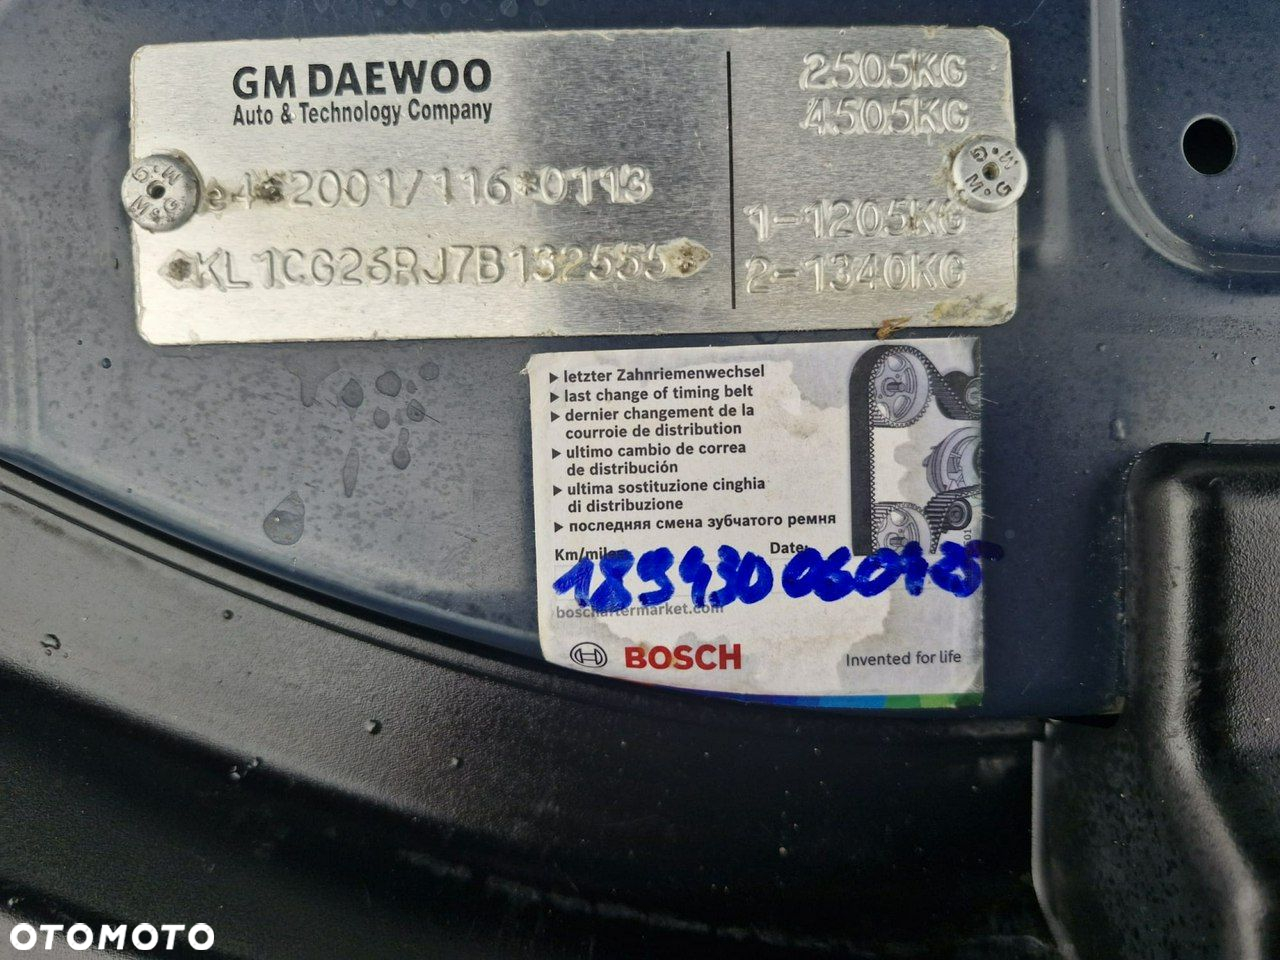 GM DAEWOO
Auto & Technology Company
e4*2001/116*0113
KL1CG26RJ7B132555
2505KG
4505KG
1-1205KG
2-1340KG
G.M.
G.M.
letzter Zahnriemenwechsel
last change of timing belt
dernier changement de la
courroie de distribution
ultimo cambio de correa
de distribución
ultima sostituzione cinghia
di distribuzione
последняя смена зубчатого ремня
Km/miles: Date:
189430 060125
boschaftermarket.com
BOSCH
Invented for life
OTOMOTO